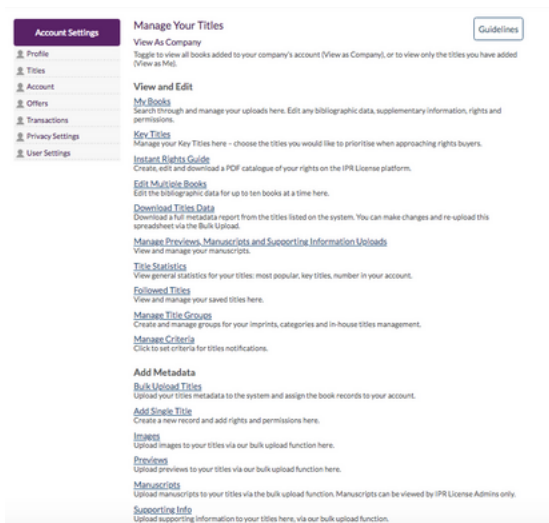 Account Settings
Profile
Titles
Account
Offers
Transactions
Privacy Settings
User Settings
Manage Your Titles
Guidelines
View As Company
Toggle to view all books added to your company's account (View as Company), or to view only the titles you have added
(View as Me).
View and Edit
My Books
Search through and manage your uploads here. Edit any bibliographic data, supplementary information, rights and
permissions.
Key Titles
Manage your Key Titles here – choose the titles you would like to prioritise when approaching rights buyers.
Instant Rights Guide
Create, edit and download a PDF catalogue of your rights on the IPR License platform.
Edit Multiple Books
Edit the bibliographic data for up to ten books at a time here.
Download Titles Data
Download a full metadata report from the titles listed on the system. You can make changes and re-upload this
spreadsheet via the Bulk Upload.
Manage Previews, Manuscripts and Supporting Information Uploads
View and manage your manuscripts.
Title Statistics
View general statistics for your titles: most popular, key titles, number in your account.
Followed Titles
View and manage your saved titles here.
Manage Title Groups
Create and manage groups for your imprints, categories and in-house titles management.
Manage Criteria
Click to set criteria for titles notifications.
Add Metadata
Bulk Upload Titles
Upload your titles metadata to the system and assign the book records to your account.
Add Single Title
Create a new record and add rights and permissions here.
Images
Upload images to your titles via our bulk upload function here.
Previews
Upload previews to your titles via our bulk upload function here.
Manuscripts
Upload manuscripts to your titles via the bulk upload function. Manuscripts can be viewed by IPR License Admins only.
Supporting Info
Upload supporting information to your titles here, via our bulk upload function.